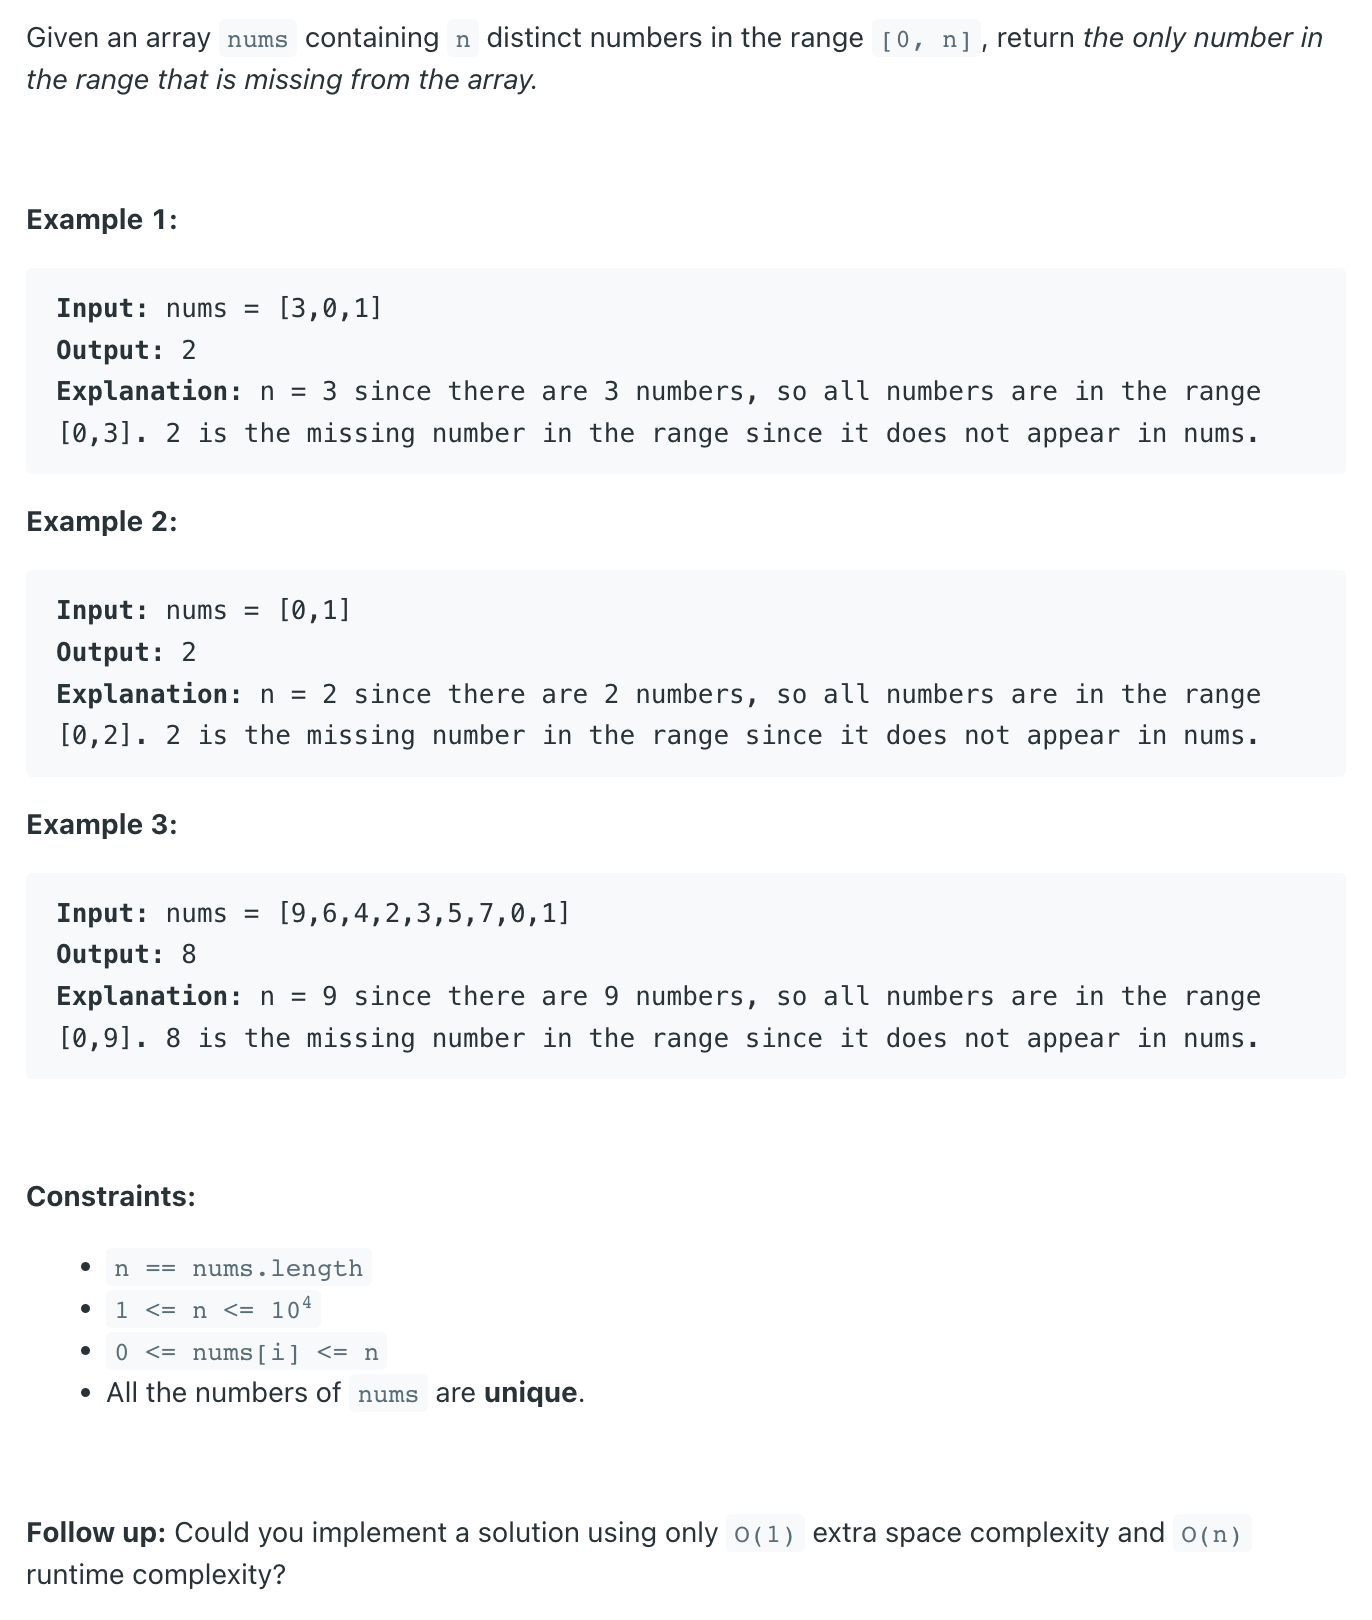 Given an array nums containing n distinct numbers in the range [0, n], return the only number in
the range that is missing from the array.
Example 1:
Input: nums = [3,0,1]
Output: 2
Explanation: n = 3 since there are 3 numbers, so all numbers are in the range
[0,3]. 2 is the missing number in the range since it does not appear in nums.
Example 2:
Input: nums = [0,1]
Output: 2
Explanation: n = 2 since there are 2 numbers, so all numbers are in the range
[0,2]. 2 is the missing number in the range since it does not appear in nums.
Example 3:
Input: nums = [9,6,4,2,3,5,7,0,1]
Output: 8
Explanation: n = 9 since there are 9 numbers, so all numbers are in the range
[0,9]. 8 is the missing number in the range since it does not appear in nums.
Constraints:
• n == nums.length
• 1 <= n <= 10⁴
• 0 <= nums[i] <= n
• All the numbers of nums are unique.
Follow up: Could you implement a solution using only O(1) extra space complexity and O(n)
runtime complexity?